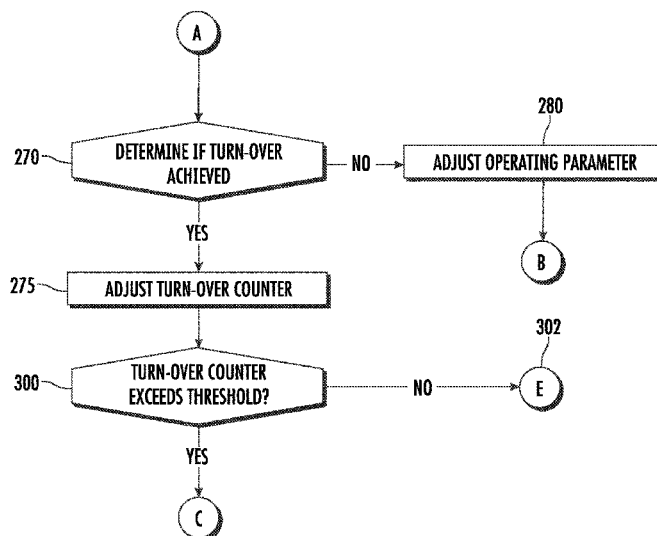 A
280
270
DETERMINE IF TURN-OVER
ACHIEVED
NO
ADJUST OPERATING PARAMETER
YES
B
275
ADJUST TURN-OVER COUNTER
302
300
TURN-OVER COUNTER
EXCEEDS THRESHOLD?
NO
E
YES
C